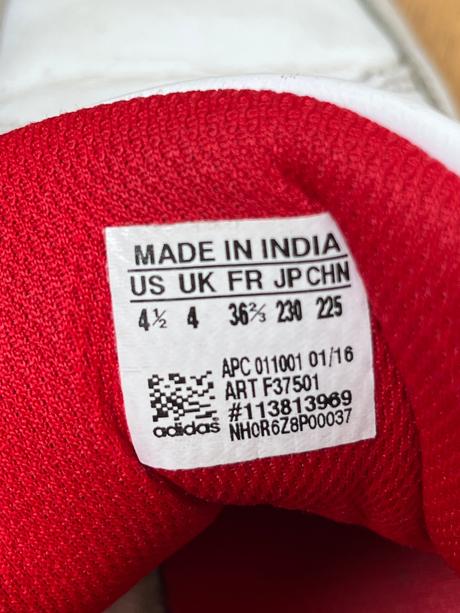 MADE IN INDIA
US UK FR JP CHN
4½ 4 36⅔ 230 225
APC 011001 01/16
ART F37501
#113813969
NH0R6Z8P00037
adidas